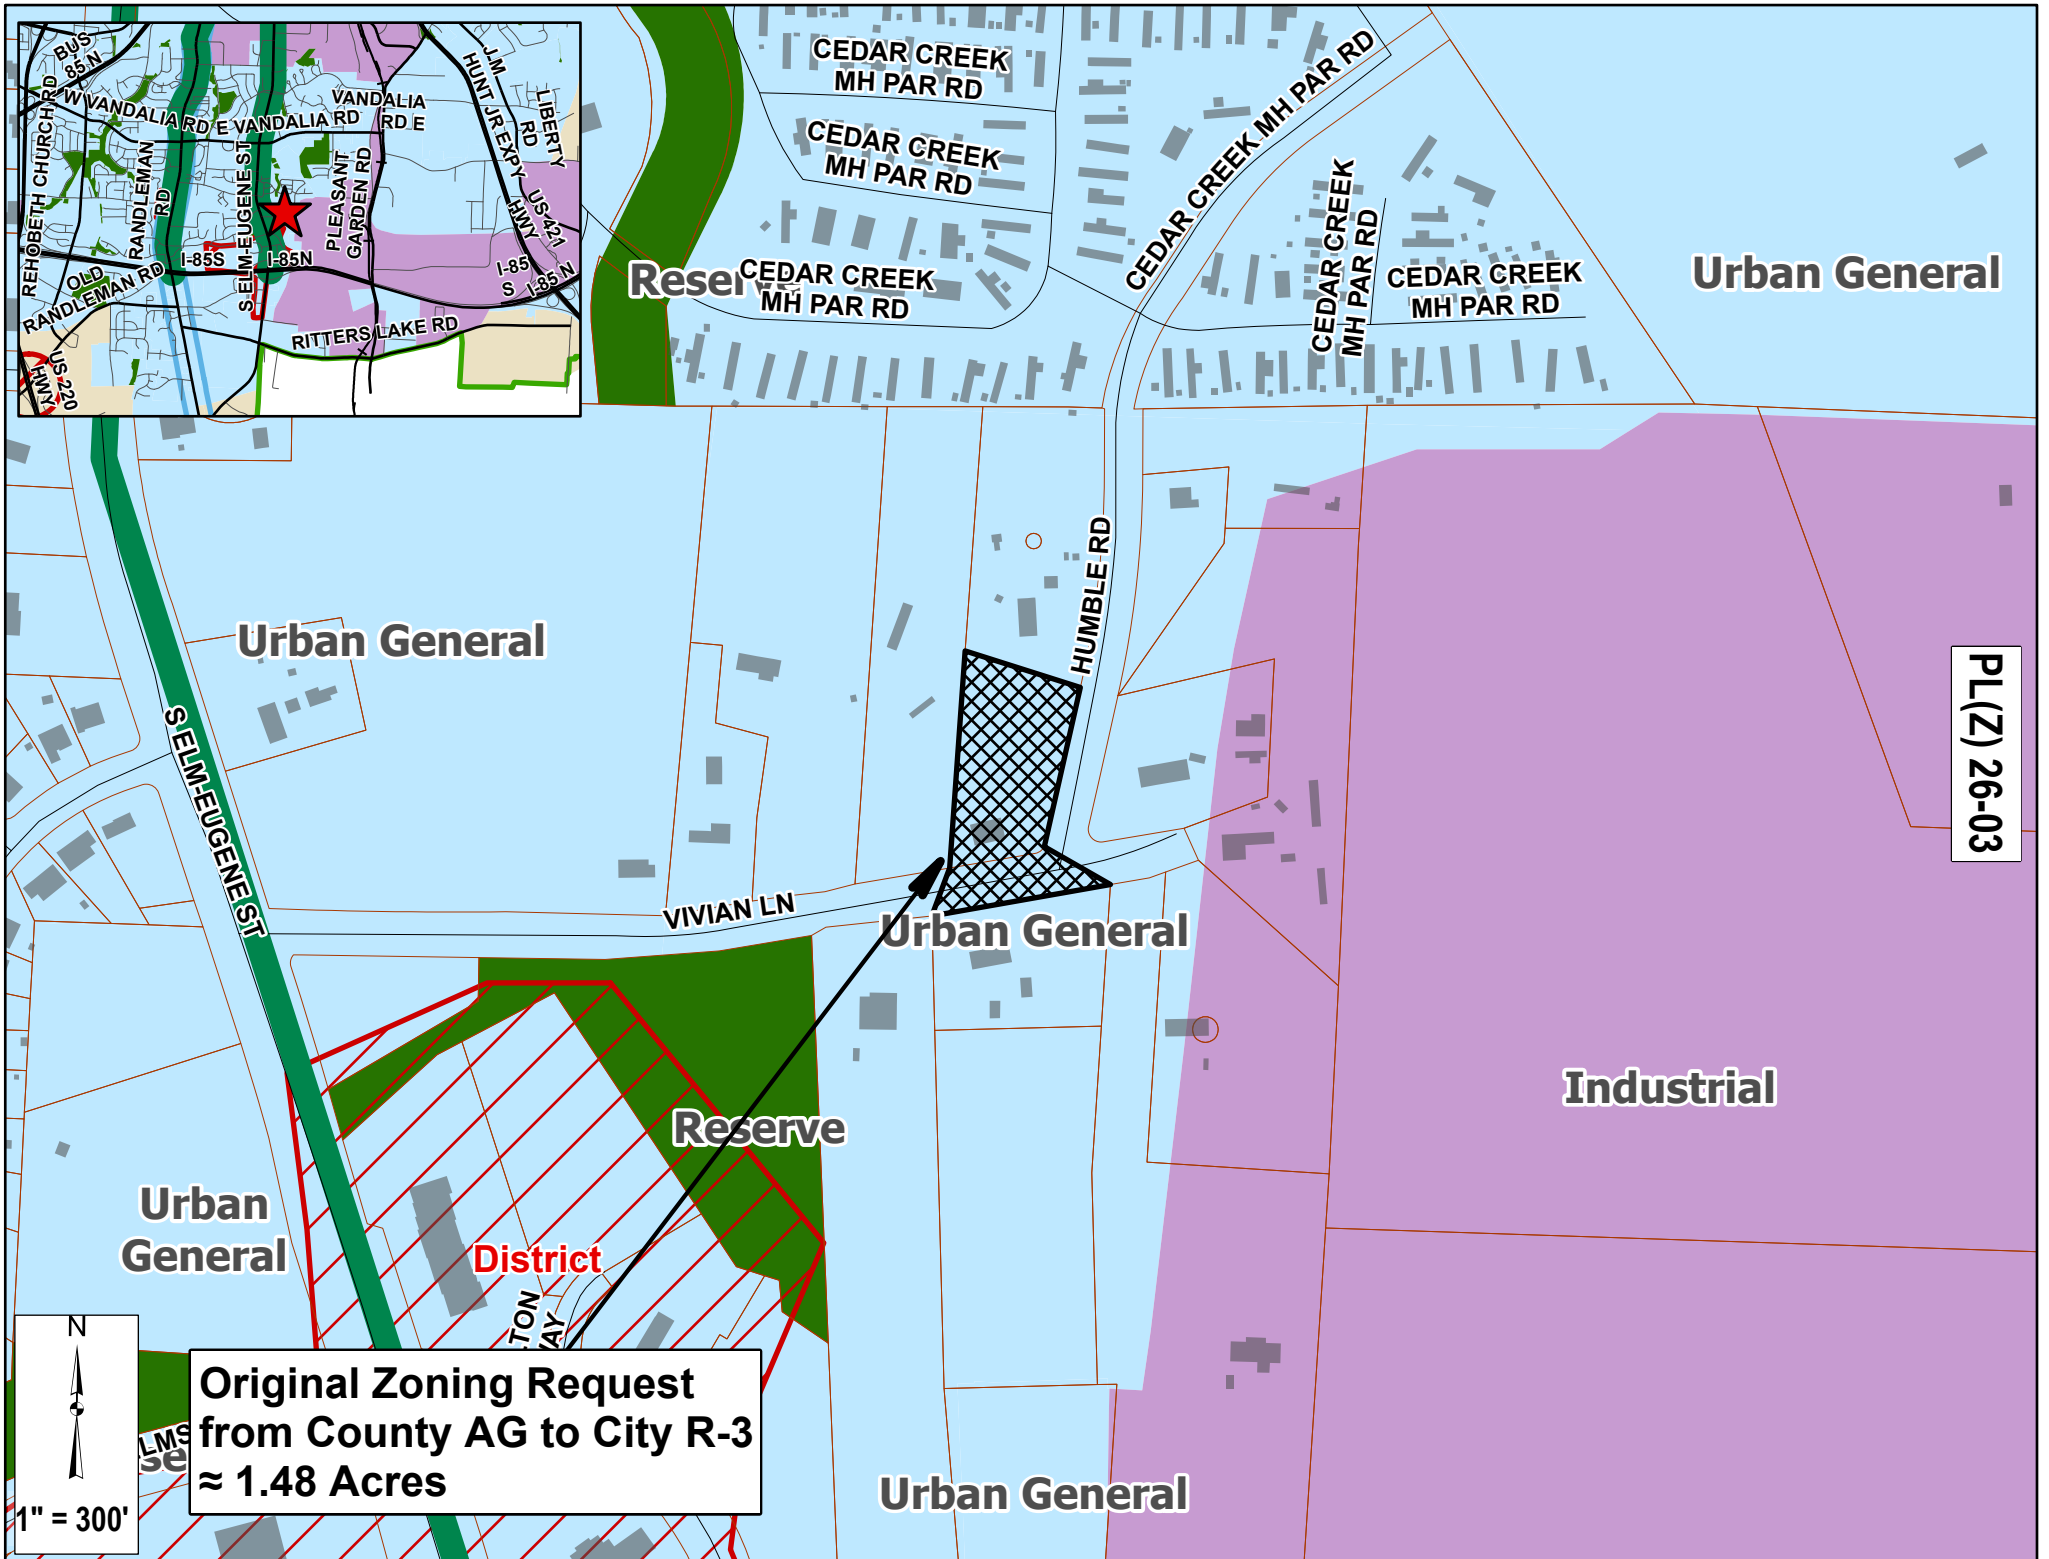 BUS
85 N
REHOBETH CHURCH RD
W VANDALIA RD
E VANDALIA RD
VANDALIA
RD E
RANDLEMAN
RD
S ELM-EUGENE ST
PLEASANT
GARDEN RD
J.M
HUNT JR EXPY
LIBERTY
RD
US 421
HWY
I-85S
I-85N
I-85
S
I-85 N
OLD
RANDLEMAN RD
RITTERS LAKE RD
US 220
HWY
CEDAR CREEK
MH PAR RD
CEDAR CREEK
MH PAR RD
CEDAR CREEK
MH PAR RD
CEDAR CREEK MH PAR RD
CEDAR CREEK
MH PAR RD
CEDAR CREEK
MH PAR RD
Reserve
Urban General
Urban General
HUMBLE RD
S ELM-EUGENE ST
VIVIAN LN
Urban General
PL(Z) 26-03
Industrial
Reserve
Urban
General
District
Urban General
N
1" = 300'
Original Zoning Request
from County AG to City R-3
≈ 1.48 Acres